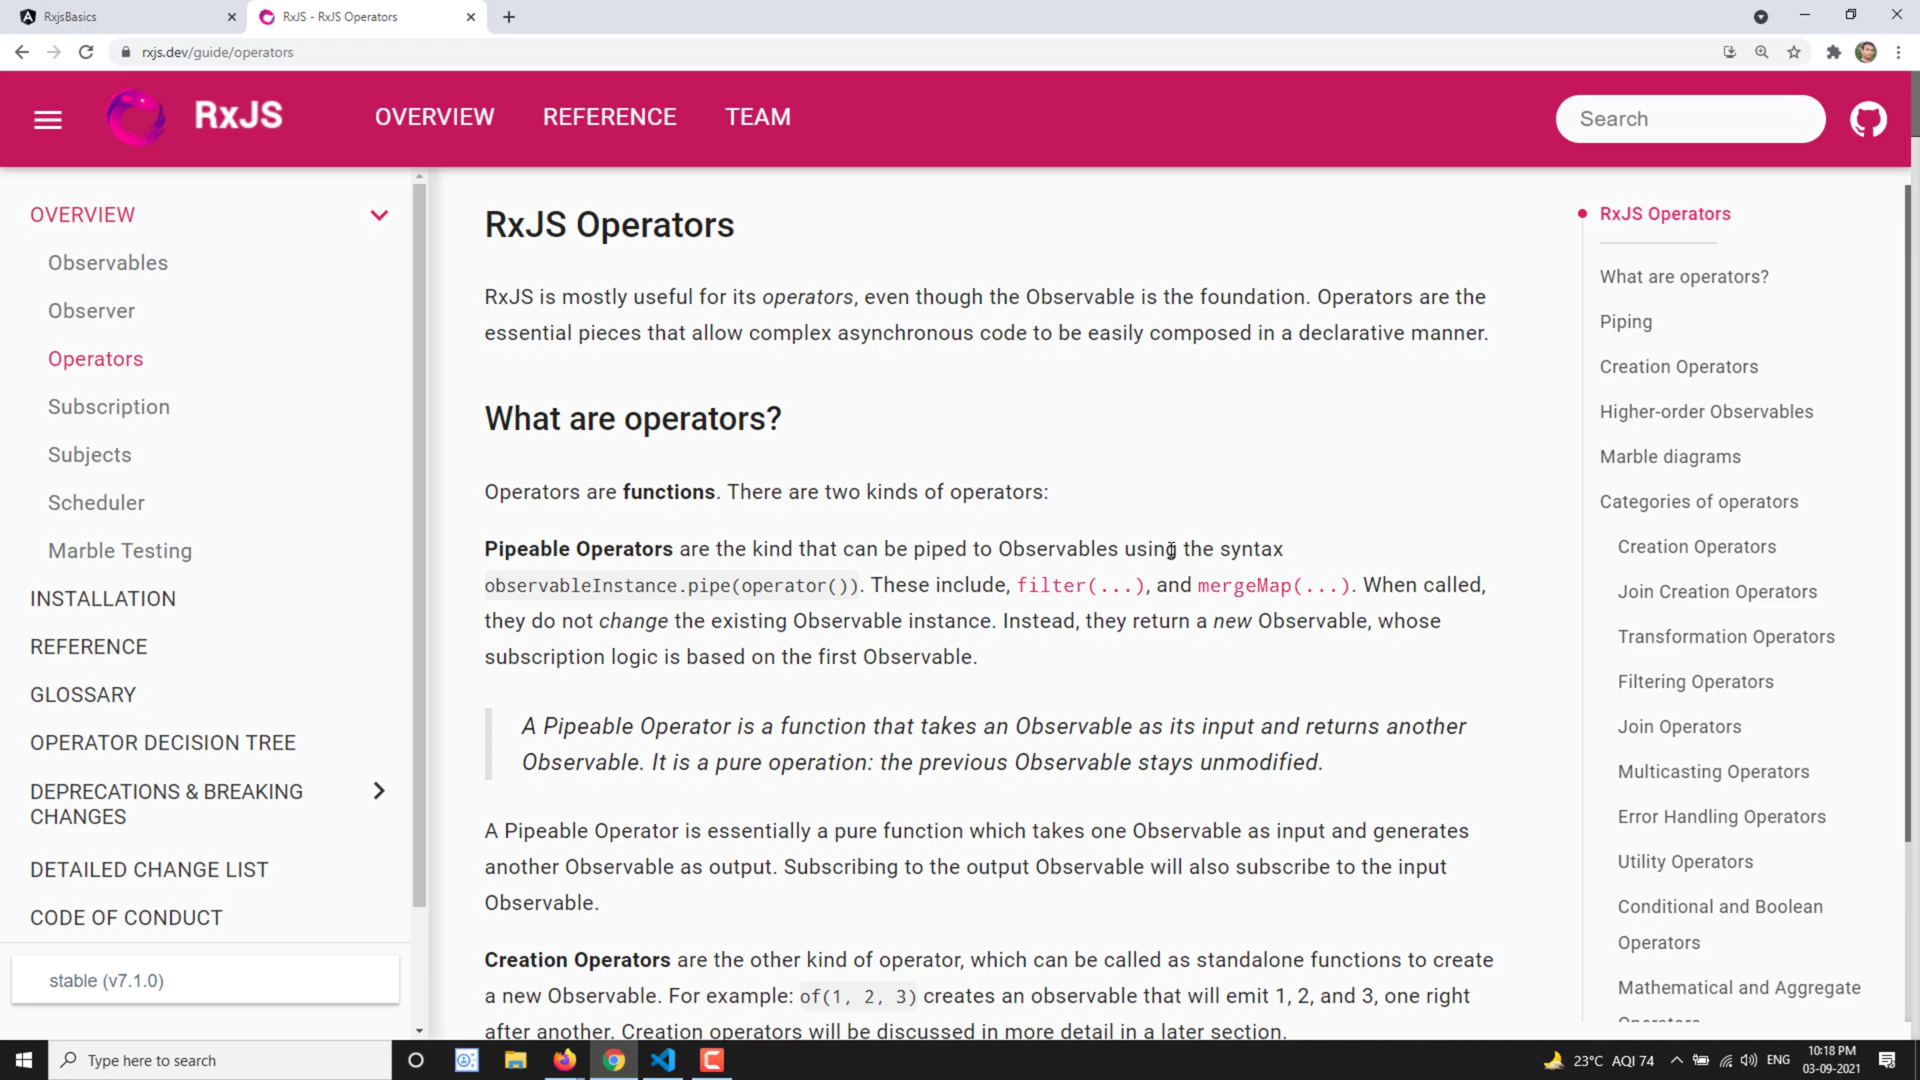 RxjsBasics
RxJS - RxJS Operators
rxjs.dev/guide/operators
RxJS
OVERVIEW
REFERENCE
TEAM
Search
OVERVIEW
Observables
Observer
Operators
Subscription
Subjects
Scheduler
Marble Testing
INSTALLATION
REFERENCE
GLOSSARY
OPERATOR DECISION TREE
DEPRECATIONS & BREAKING
CHANGES
DETAILED CHANGE LIST
CODE OF CONDUCT
stable (v7.1.0)
RxJS Operators
RxJS is mostly useful for its operators, even though the Observable is the foundation. Operators are the
essential pieces that allow complex asynchronous code to be easily composed in a declarative manner.
What are operators?
Operators are functions. There are two kinds of operators:
Pipeable Operators are the kind that can be piped to Observables using the syntax
observableInstance.pipe(operator()). These include, filter(...), and mergeMap(...). When called,
they do not change the existing Observable instance. Instead, they return a new Observable, whose
subscription logic is based on the first Observable.
A Pipeable Operator is a function that takes an Observable as its input and returns another
Observable. It is a pure operation: the previous Observable stays unmodified.
A Pipeable Operator is essentially a pure function which takes one Observable as input and generates
another Observable as output. Subscribing to the output Observable will also subscribe to the input
Observable.
Creation Operators are the other kind of operator, which can be called as standalone functions to create
a new Observable. For example: of(1, 2, 3) creates an observable that will emit 1, 2, and 3, one right
after another. Creation operators will be discussed in more detail in a later section.
RxJS Operators
What are operators?
Piping
Creation Operators
Higher-order Observables
Marble diagrams
Categories of operators
Creation Operators
Join Creation Operators
Transformation Operators
Filtering Operators
Join Operators
Multicasting Operators
Error Handling Operators
Utility Operators
Conditional and Boolean
Operators
Mathematical and Aggregate
Operators
Type here to search
23°C AQI 74
ENG
10:18 PM
03-09-2021